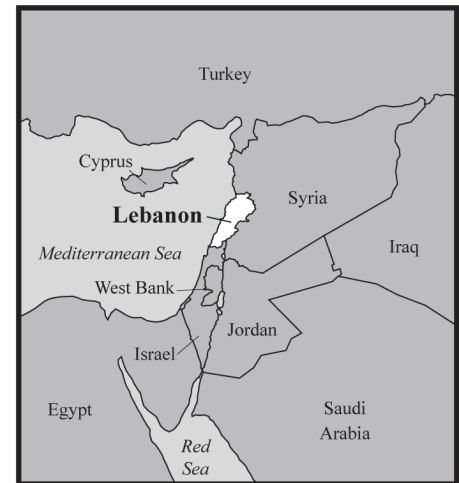 Turkey
Cyprus
Syria
Lebanon
Mediterranean Sea
Iraq
West Bank
Jordan
Israel
Egypt
Saudi
Arabia
Red
Sea